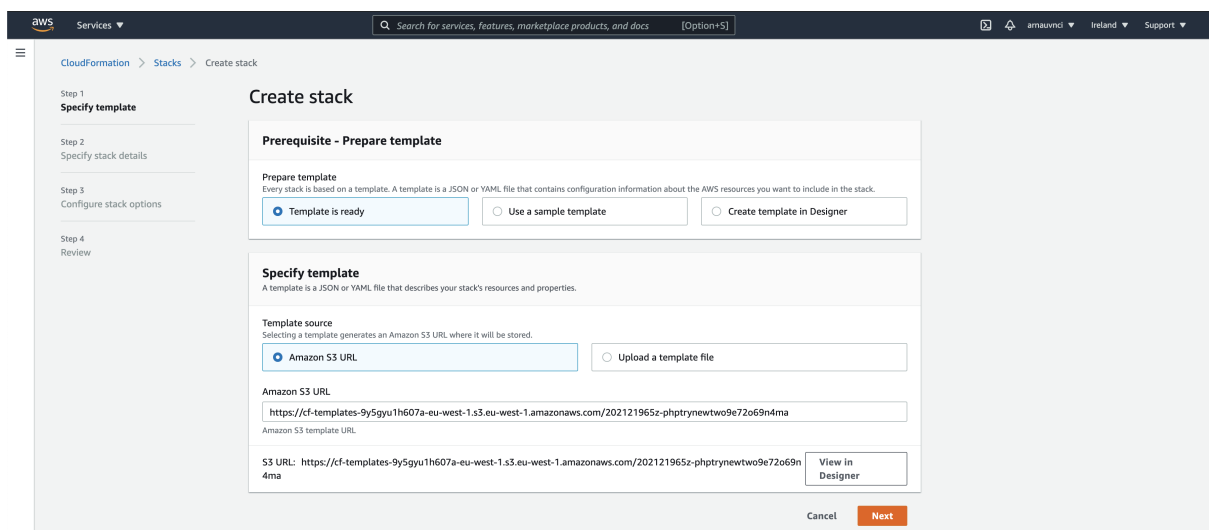 aws Services ▼ Search for services, features, marketplace products, and docs [Option+S] arnauvnci ▼ Ireland ▼ Support ▼
CloudFormation > Stacks > Create stack
Step 1
Specify template
Step 2
Specify stack details
Step 3
Configure stack options
Step 4
Review
Create stack
Prerequisite - Prepare template
Prepare template
Every stack is based on a template. A template is a JSON or YAML file that contains configuration information about the AWS resources you want to include in the stack.
Template is ready Use a sample template Create template in Designer
Specify template
A template is a JSON or YAML file that describes your stack's resources and properties.
Template source
Selecting a template generates an Amazon S3 URL where it will be stored.
Amazon S3 URL Upload a template file
Amazon S3 URL
https://cf-templates-9y5gyu1h607a-eu-west-1.s3.eu-west-1.amazonaws.com/202121965z-phptrynewtwo9e72o69n4ma
Amazon S3 template URL
S3 URL: https://cf-templates-9y5gyu1h607a-eu-west-1.s3.eu-west-1.amazonaws.com/202121965z-phptrynewtwo9e72o69n
4ma
View in
Designer
Cancel Next